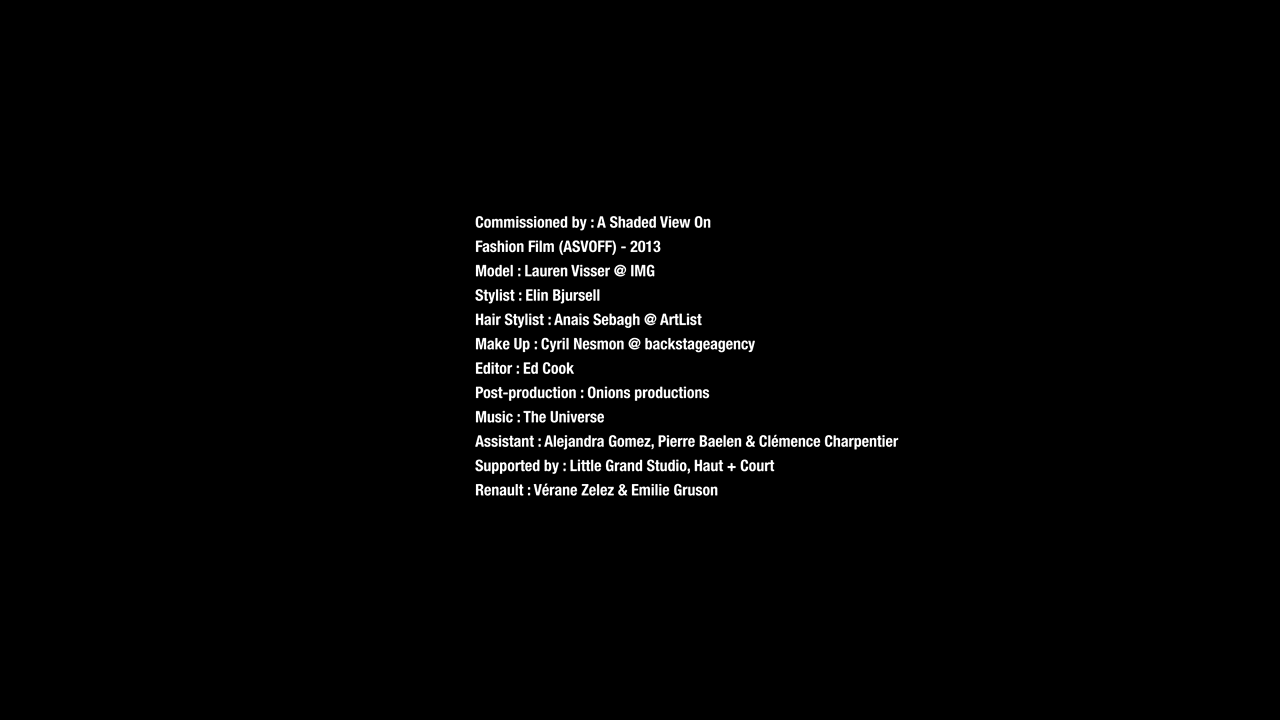 Commissioned by : A Shaded View On
Fashion Film (ASVOFF) - 2013
Model : Lauren Visser @ IMG
Stylist : Elin Bjursell
Hair Stylist : Anais Sebagh @ ArtList
Make Up : Cyril Nesmon @ backstageagency
Editor : Ed Cook
Post-production : Onions productions
Music : The Universe
Assistant : Alejandra Gomez, Pierre Baelen & Clémence Charpentier
Supported by : Little Grand Studio, Haut + Court
Renault : Vérane Zelez & Emilie Gruson